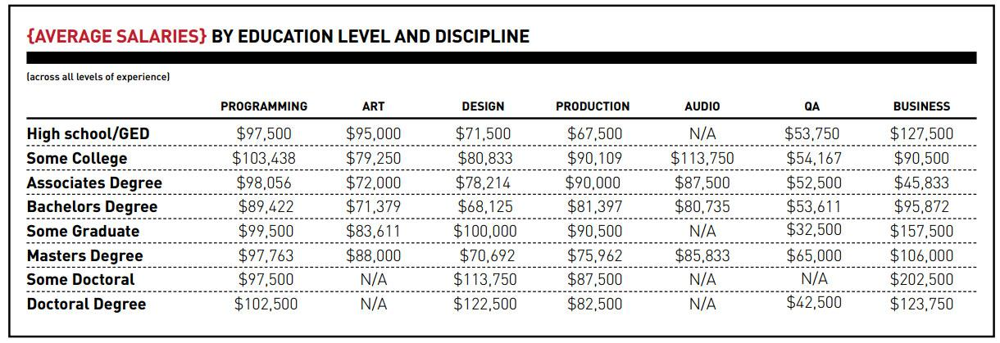 {AVERAGE SALARIES} BY EDUCATION LEVEL AND DISCIPLINE
(across all levels of experience)
PROGRAMMING ART DESIGN PRODUCTION AUDIO QA BUSINESS
High school/GED $97,500 $95,000 $71,500 $67,500 N/A $53,750 $127,500
Some College $103,438 $79,250 $80,833 $90,109 $113,750 $54,167 $90,500
Associates Degree $98,056 $72,000 $78,214 $90,000 $87,500 $52,500 $45,833
Bachelors Degree $89,422 $71,379 $68,125 $81,397 $80,735 $53,611 $95,872
Some Graduate $99,500 $83,611 $100,000 $90,500 N/A $32,500 $157,500
Masters Degree $97,763 $88,000 $70,692 $75,962 $85,833 $65,000 $106,000
Some Doctoral $97,500 N/A $113,750 $87,500 N/A N/A $202,500
Doctoral Degree $102,500 N/A $122,500 $82,500 N/A $42,500 $123,750